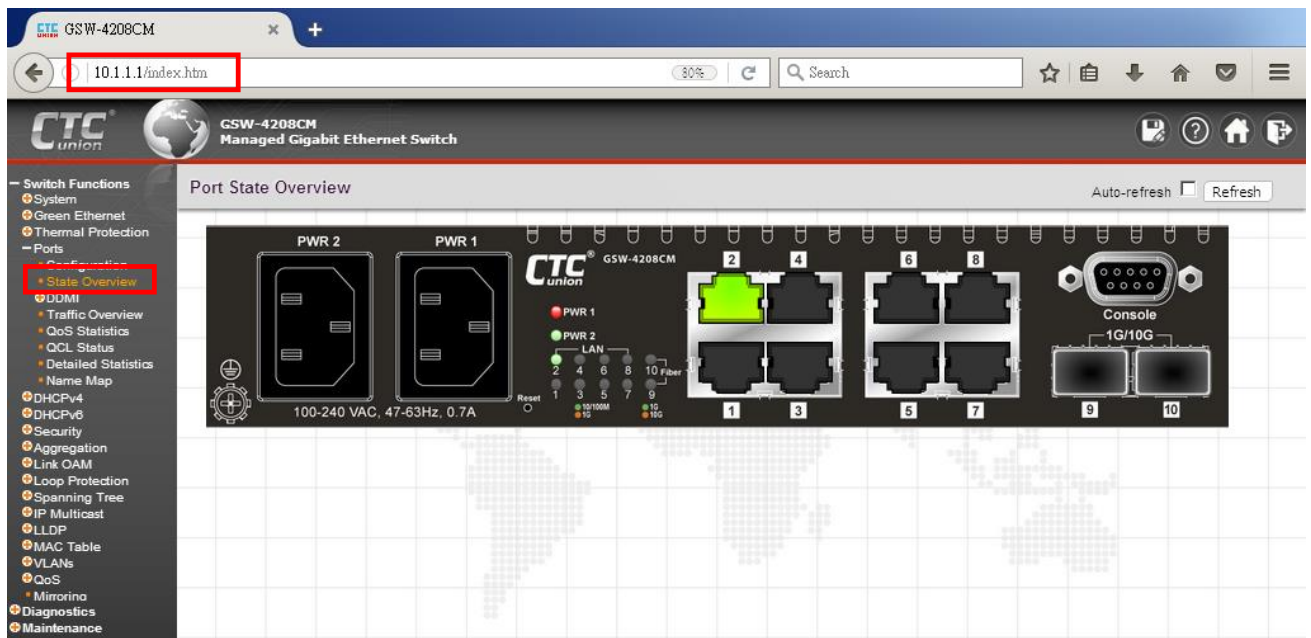 CTC UNION GSW-4208CM × +
10.1.1.1/index.htm 80% Search
CTC® union
GSW-4208CM
Managed Gigabit Ethernet Switch
Switch Functions
System
Green Ethernet
Thermal Protection
Ports
Configuration
State Overview
DDMI
Traffic Overview
QoS Statistics
QCL Status
Detailed Statistics
Name Map
DHCPv4
DHCPv6
Security
Aggregation
Link OAM
Loop Protection
Spanning Tree
IP Multicast
LLDP
MAC Table
VLANs
QoS
Mirroring
Diagnostics
Maintenance
Port State Overview
Auto-refresh Refresh
PWR 2 PWR 1
100-240 VAC, 47-63Hz, 0.7A
CTC® union GSW-4208CM
PWR 1
PWR 2
LAN
2 4 6 8 10 Fiber
1 3 5 7 9
Reset
10/100M 1G
1G 10G
2 4 6 8
1 3 5 7
Console
1G/10G
9 10